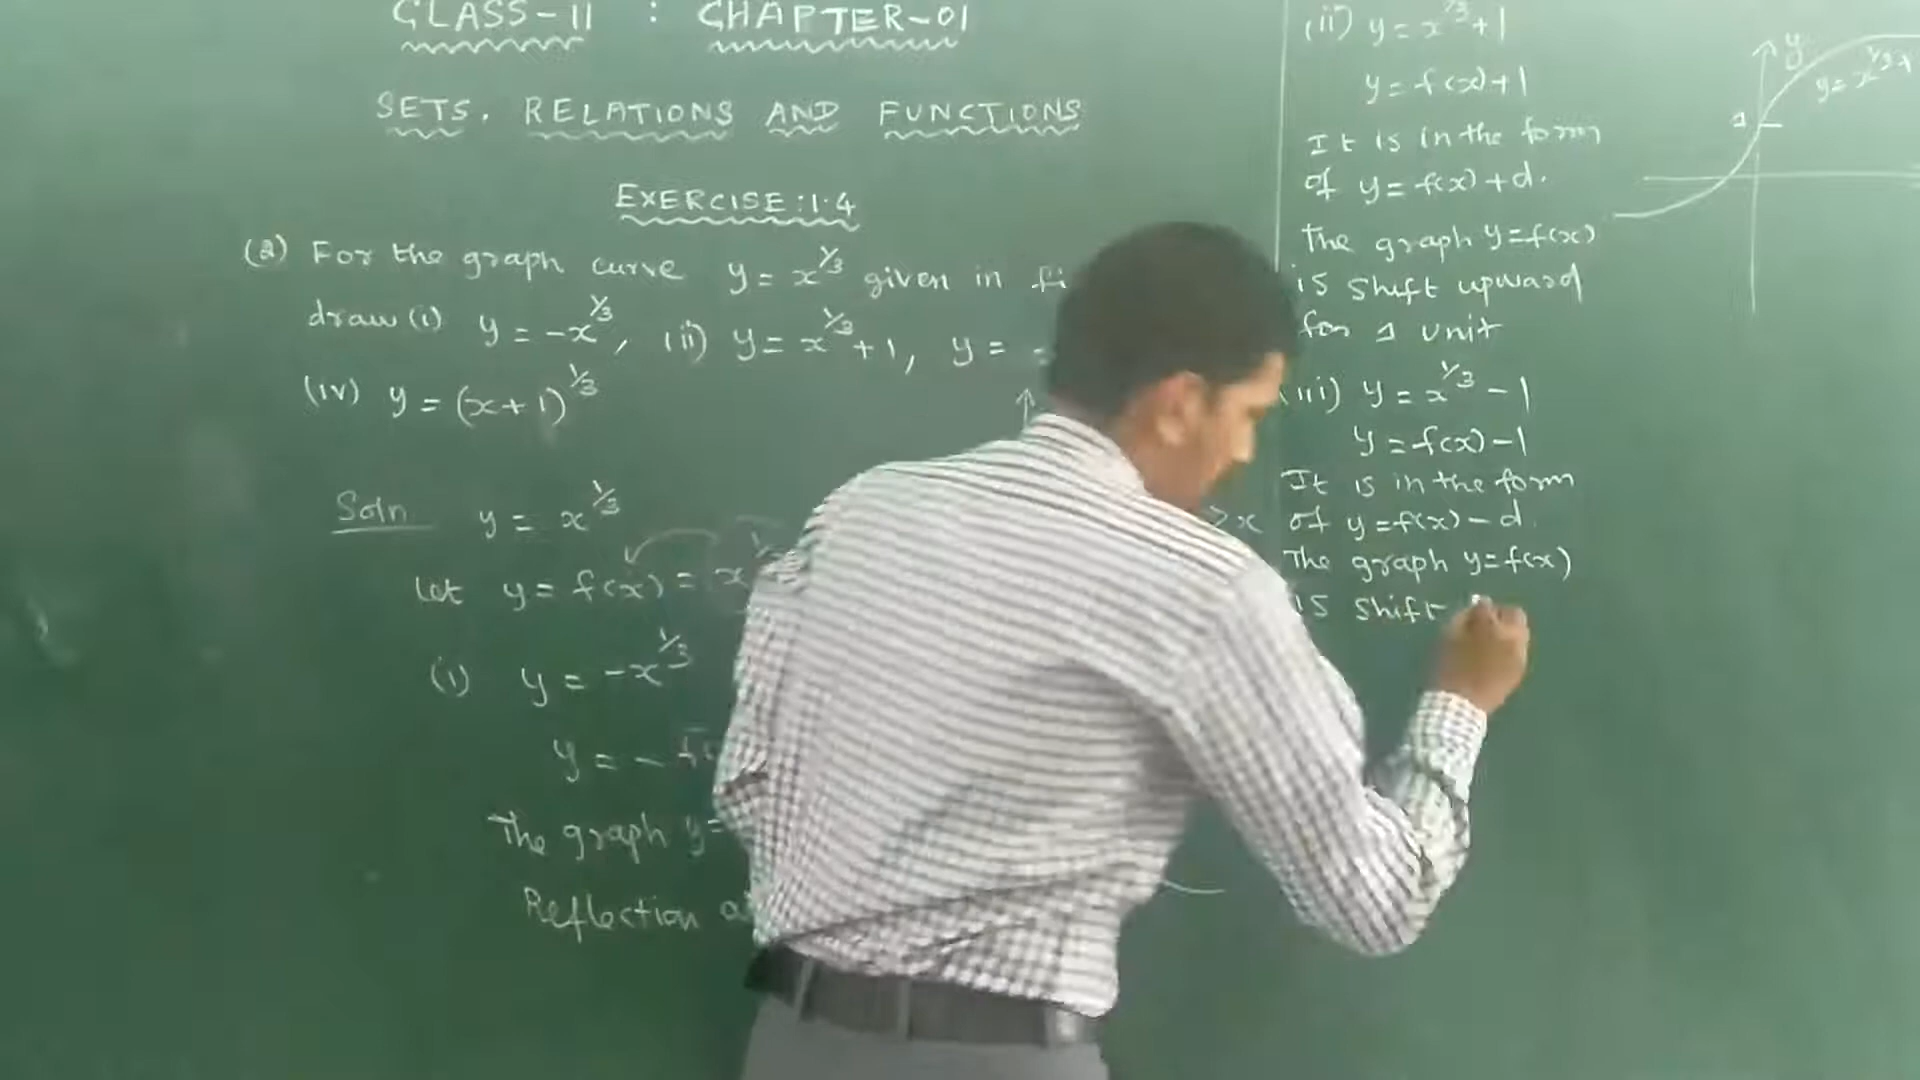 CLASS-11 : CHAPTER-01
SETS, RELATIONS AND FUNCTIONS
EXERCISE:1.4
(2) For the graph curve y = x^1/3 given in
draw (i) y = -x^1/3, (ii) y = x^1/3 + 1, y =
(iv) y = (x+1)^1/3
Soln y = x^1/3
Let y = f(x) = x
(i) y = -x^1/3
y = -
The graph y=
Reflection
>x
(ii) y = x^1/3 + 1
y = f(x)+1
It is in the form
of y = f(x) + d.
The graph y=f(x)
is shift upward
for 1 unit
(iii) y = x^1/3 - 1
y = f(x)-1
It is in the form
of y = f(x) - d.
The graph y=f(x)
is shift
y
y = x^1/3 +
1